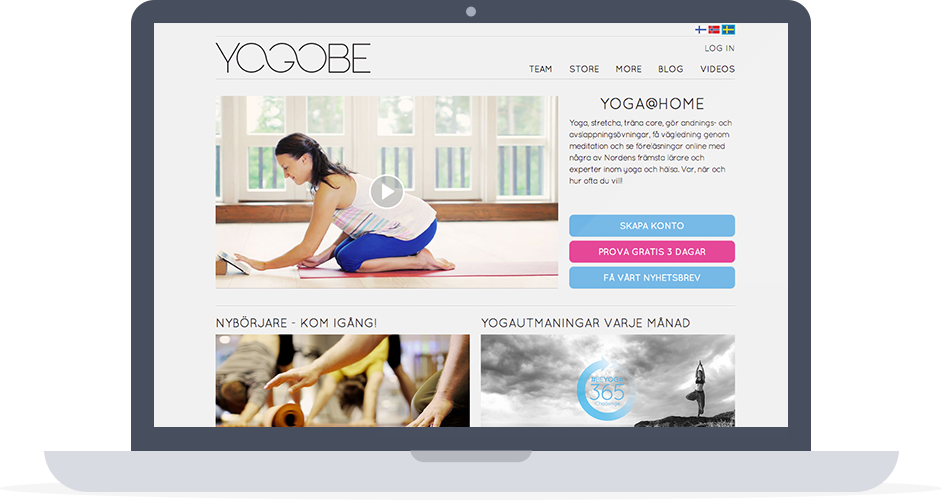 YOGOBE
LOG IN
TEAM STORE MORE BLOG VIDEOS
YOGA@HOME
Yoga, stretcha, träna core, gör andnings- och
avslappningsövningar, få vägledning genom
meditation och se föreläsningar online med
några av Nordens främsta lärare och
experter inom yoga och hälsa. Var, när och
hur ofta du vill!
SKAPA KONTO
PROVA GRATIS 3 DAGAR
FÅ VÅRT NYHETSBREV
NYBÖRJARE - KOM IGÅNG!
YOGAUTMANINGAR VARJE MÅNAD
365
Challenge